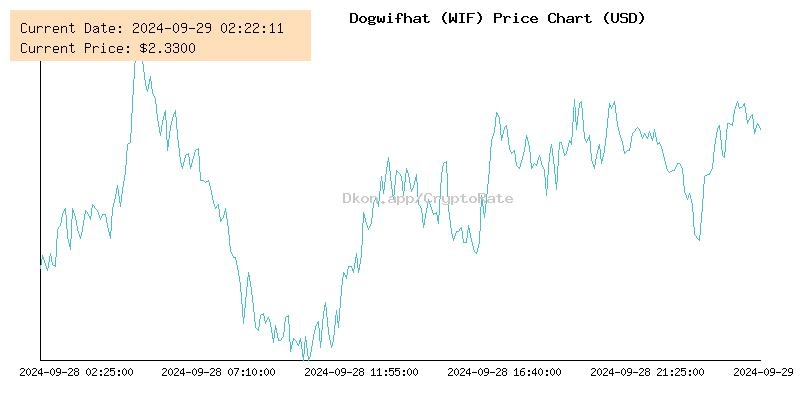 Dogwifhat (WIF) Price Chart (USD)
Current Date: 2024-09-29 02:22:11
Current Price: $2.3300
Dkon.app/CryptoRate
2024-09-28 02:25:00
2024-09-28 07:10:00
2024-09-28 11:55:00
2024-09-28 16:40:00
2024-09-28 21:25:00
2024-09-29